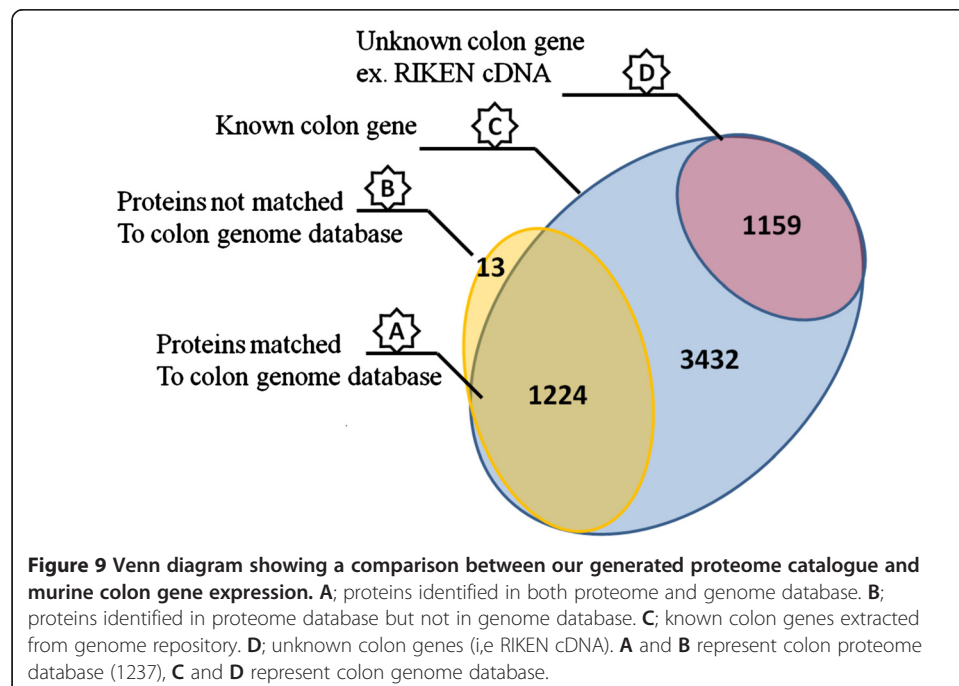 Unknown colon gene
ex. RIKEN cDNA
D
Known colon gene
C
Proteins not matched
To colon genome database
B
13
Proteins matched
To colon genome database
A
1224
3432
1159
Figure 9 Venn diagram showing a comparison between our generated proteome catalogue and
murine colon gene expression. A; proteins identified in both proteome and genome database. B;
proteins identified in proteome database but not in genome database. C; known colon genes extracted
from genome repository. D; unknown colon genes (i,e RIKEN cDNA). A and B represent colon proteome
database (1237), C and D represent colon genome database.